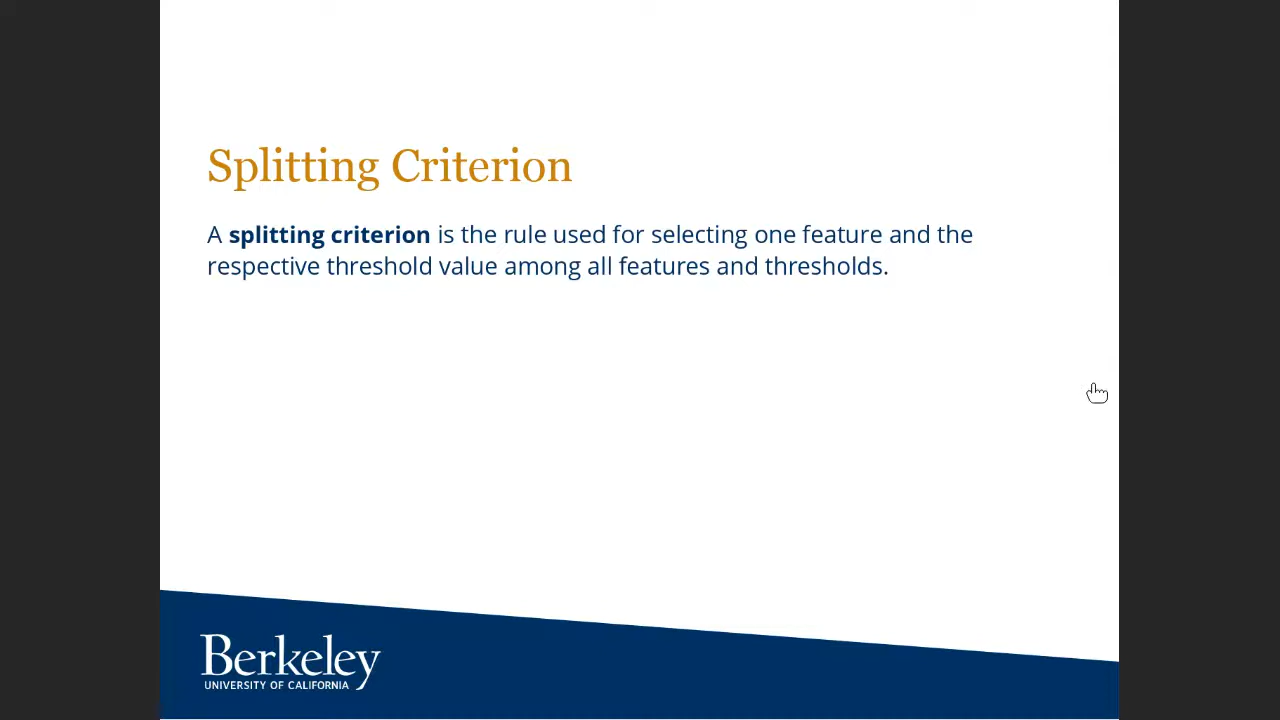 Splitting Criterion
A splitting criterion is the rule used for selecting one feature and the
respective threshold value among all features and thresholds.
Berkeley
UNIVERSITY OF CALIFORNIA